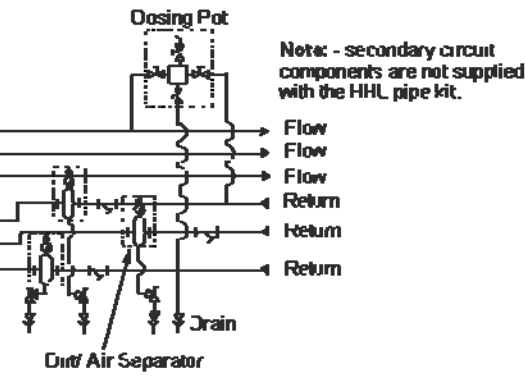 Dosing Pot
Note: - secondary circuit
components are not supplied
with the HHL pipe kit.
Flow
Flow
Flow
Return
Return
Return
Drain
Dirt/ Air Separator